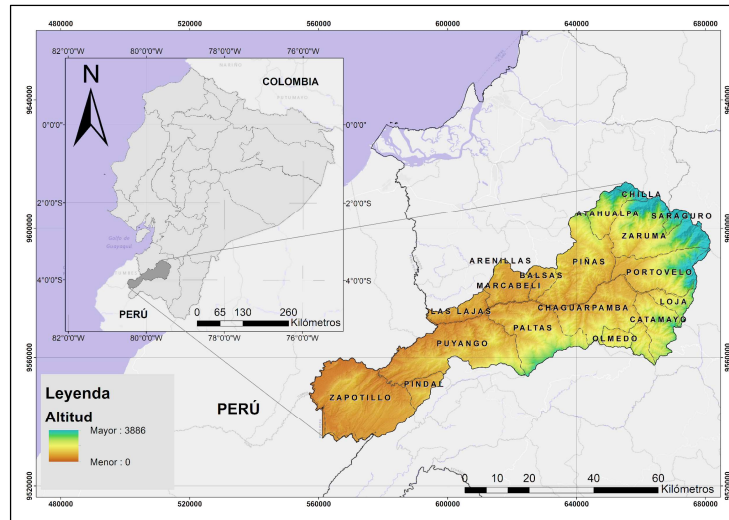 480000 520000 560000 600000 640000 680000
82°0'0"W 80°0'0"W 78°0'0"W 76°0'0"W
N
COLOMBIA
9640000 9640000
0°0'0" 0°0'0"
2°0'0"S 2°0'0"S
Golfo de
Guayaquil
4°0'0"S 4°0'0"S
PERÚ
0 65 130 260
Kilómetros
82°0'0"W 80°0'0"W 78°0'0"W 76°0'0"W
9600000 9600000
CHILLA
ATAHUALPA
SARAGURO
ZARUMA
ARENILLAS
PIÑAS
BALSAS
PORTOVELO
MARCABELI
LAS LAJAS
CHAGUARPAMBA
LOJA
CATAMAYO
PALTAS
OLMEDO
PUYANGO
9560000 9560000
PINDAL
ZAPOTILLO
PERÚ
Leyenda
Altitud
Mayor : 3886
Menor : 0
0 10 20 40 60
Kilómetros
9520000 9520000
480000 520000 560000 600000 640000 680000